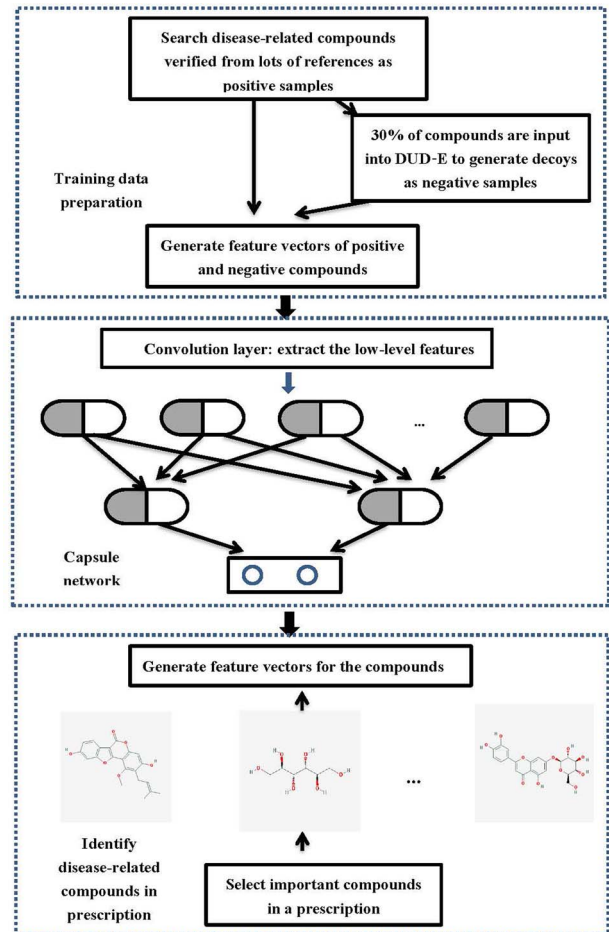 Search disease-related compounds
verified from lots of references as
positive samples
30% of compounds are input
into DUD-E to generate decoys
as negative samples
Training data
preparation
Generate feature vectors of positive
and negative compounds
Convolution layer: extract the low-level features
...
Capsule
network
Generate feature vectors for the compounds
...
Identify
disease-related
compounds in
prescription
Select important compounds
in a prescription